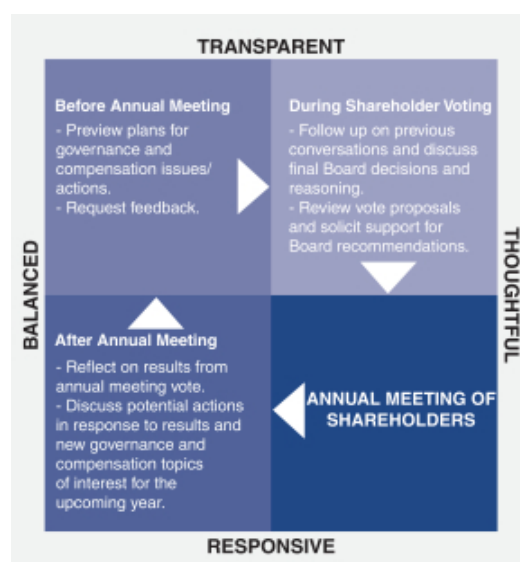 TRANSPARENT
Before Annual Meeting
- Preview plans for
governance and
compensation issues/
actions.
- Request feedback.
During Shareholder Voting
- Follow up on previous
conversations and discuss
final Board decisions and
reasoning.
- Review vote proposals
and solicit support for
Board recommendations.
BALANCED
THOUGHTFUL
After Annual Meeting
- Reflect on results from
annual meeting vote.
- Discuss potential actions
in response to results and
new governance and
compensation topics
of interest for the
upcoming year.
ANNUAL MEETING OF
SHAREHOLDERS
RESPONSIVE